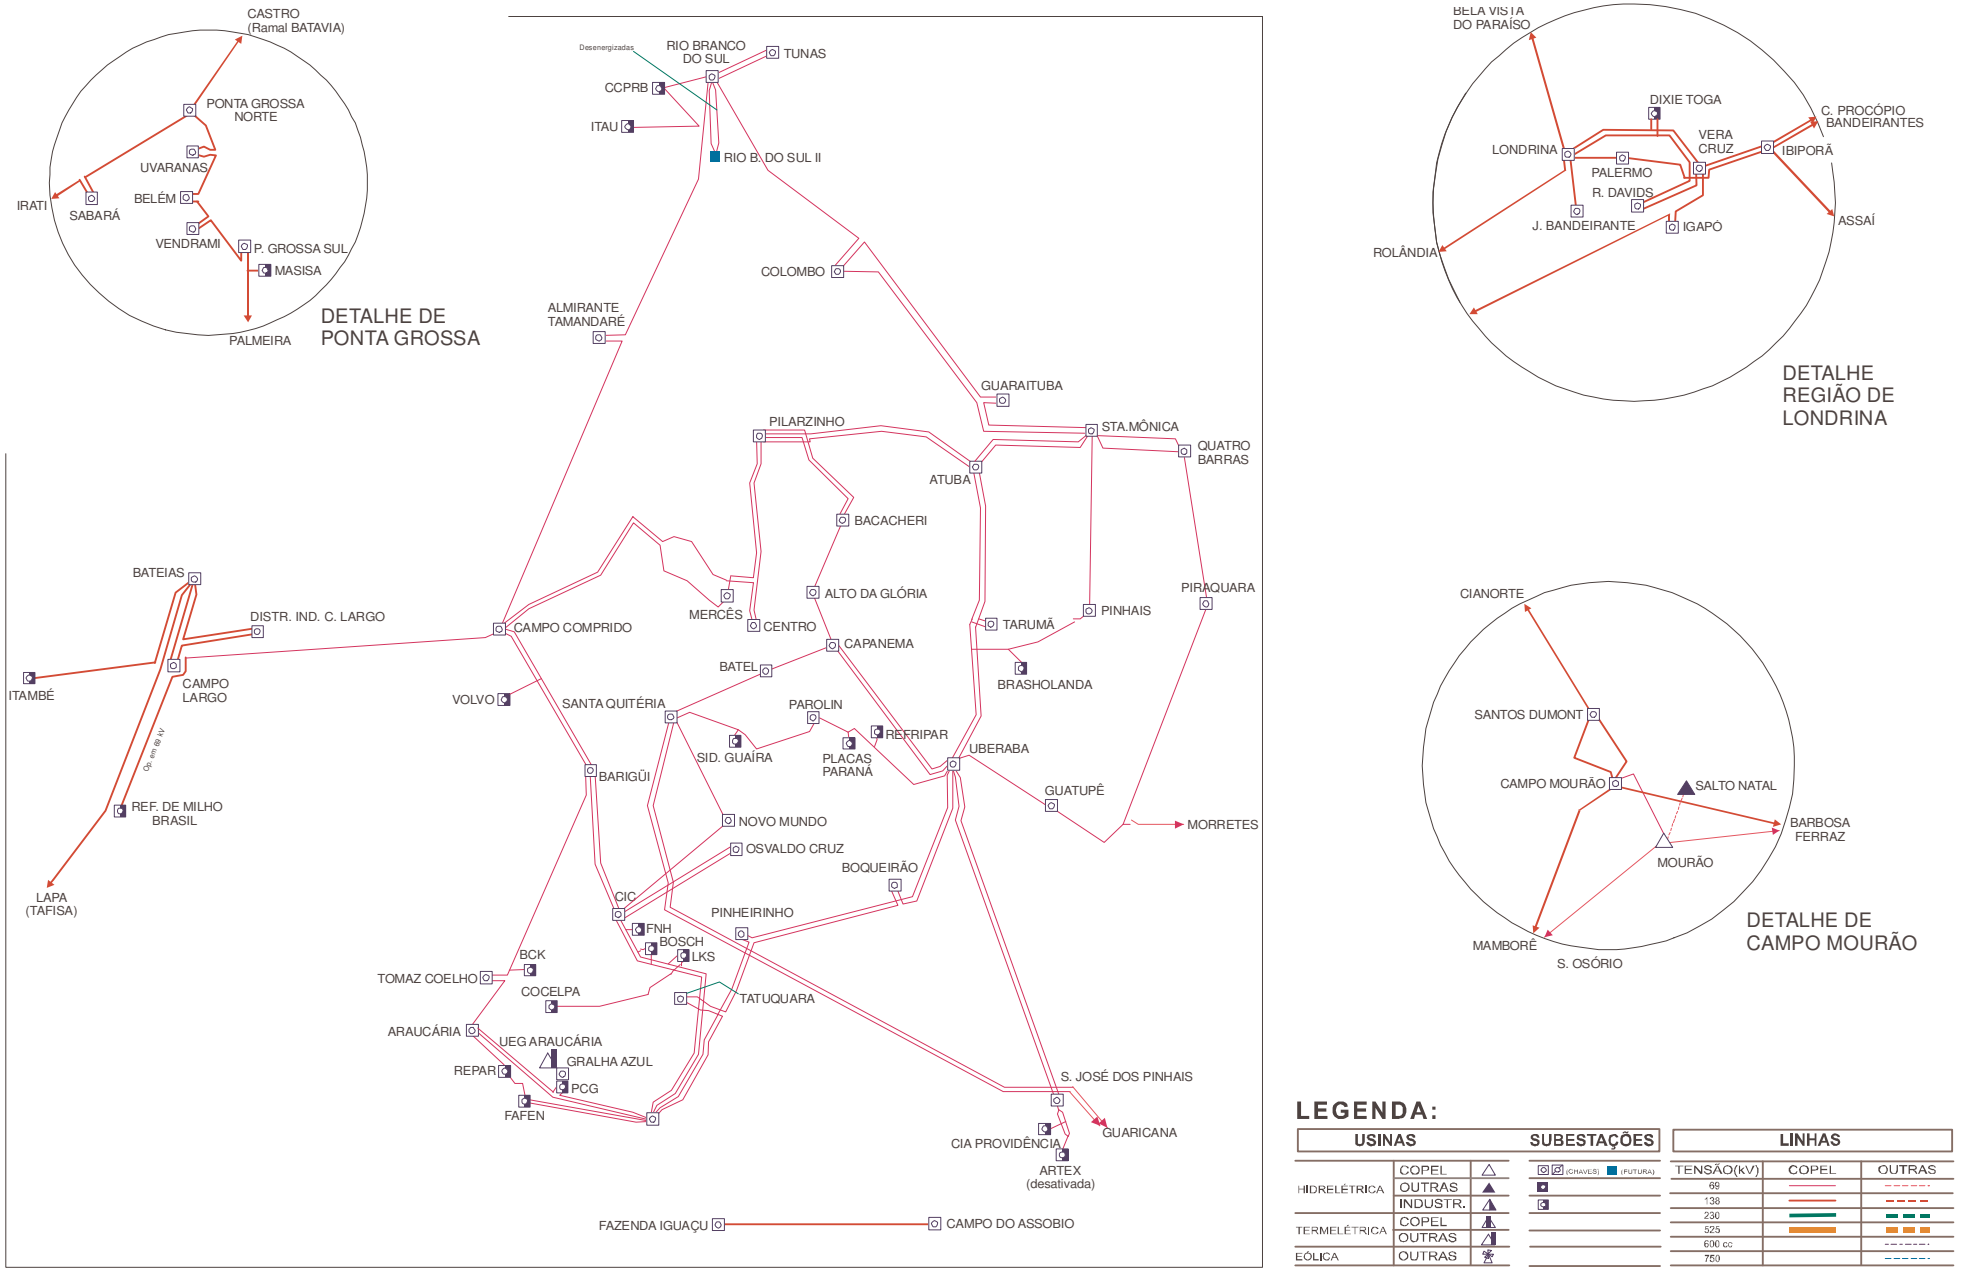 CASTRO
(Ramal BATAVIA)
PONTA GROSSA
NORTE
UVARANAS
BELÉM
IRATI
SABARÁ
VENDRAMI
P. GROSSA SUL
MASISA
PALMEIRA
DETALHE DE
PONTA GROSSA
Desenergizadas
RIO BRANCO
DO SUL
TUNAS
CCPRB
ITAU
RIO B. DO SUL II
COLOMBO
ALMIRANTE
TAMANDARÉ
GUARAITUBA
PILARZINHO
STA.MÔNICA
QUATRO
BARRAS
ATUBA
BACACHERI
BATEIAS
DISTR. IND. C. LARGO
MERCÊS
ALTO DA GLÓRIA
PIRAQUARA
PINHAIS
CAMPO COMPRIDO
CENTRO
TARUMÃ
CAPANEMA
ITAMBÉ
CAMPO
LARGO
BATEL
BRASHOLANDA
VOLVO
SANTA QUITÉRIA
PAROLIN
REFRIPAR
Op. em 69 kV
SID. GUAÍRA
PLACAS
PARANÁ
UBERABA
BARIGÜI
REF. DE MILHO
BRASIL
GUATUPÊ
NOVO MUNDO
MORRETES
OSVALDO CRUZ
BOQUEIRÃO
LAPA
(TAFISA)
CIC
PINHEIRINHO
FNH
BOSCH
LKS
BCK
TOMAZ COELHO
COCELPA
TATUQUARA
ARAUCÁRIA
UEG ARAUCÁRIA
GRALHA AZUL
REPAR
PCG
FAFEN
S. JOSÉ DOS PINHAIS
CIA PROVIDÊNCIA
GUARICANA
ARTEX
(desativada)
FAZENDA IGUAÇU
CAMPO DO ASSOBIO
BELA VISTA
DO PARAÍSO
DIXIE TOGA
C. PROCÓPIO
BANDEIRANTES
VERA
CRUZ
LONDRINA
IBIPORÃ
PALERMO
R. DAVIDS
J. BANDEIRANTE
IGAPÓ
ASSAÍ
ROLÂNDIA
DETALHE
REGIÃO DE
LONDRINA
CIANORTE
SANTOS DUMONT
CAMPO MOURÃO
SALTO NATAL
BARBOSA
FERRAZ
MOURÃO
MAMBORÊ
S. OSÓRIO
DETALHE DE
CAMPO MOURÃO
LEGENDA:
USINAS SUBESTAÇÕES LINHAS
COPEL (CHAVES) (FUTURA) TENSÃO(kV) COPEL OUTRAS
HIDRELÉTRICA OUTRAS 69
INDUSTR. 138
TERMELÉTRICA COPEL 230
OUTRAS 525
600 cc
EÓLICA OUTRAS 750